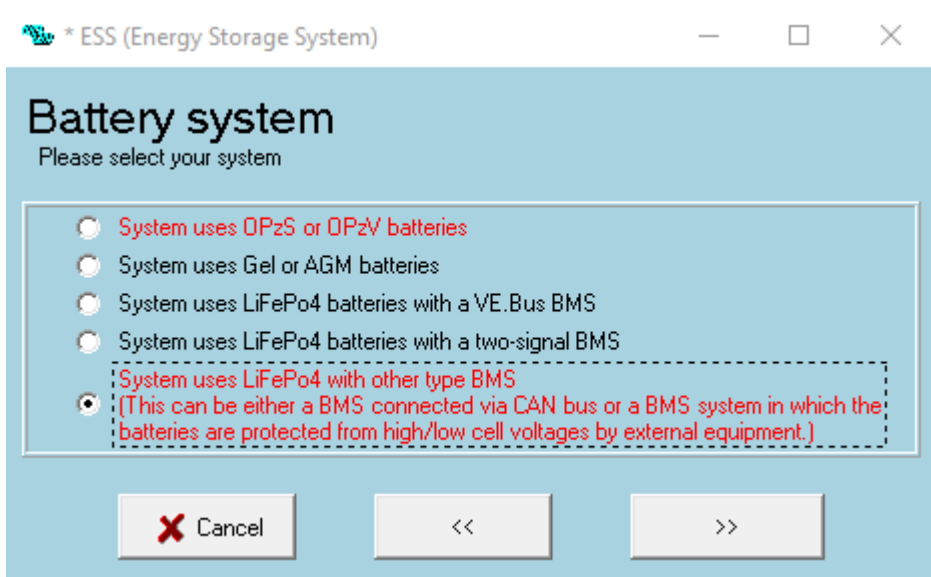 * ESS (Energy Storage System)
Battery system
Please select your system
System uses OPzS or OPzV batteries
System uses Gel or AGM batteries
System uses LiFePo4 batteries with a VE.Bus BMS
System uses LiFePo4 batteries with a two-signal BMS
System uses LiFePo4 with other type BMS
(This can be either a BMS connected via CAN bus or a BMS system in which the
batteries are protected from high/low cell voltages by external equipment.)
Cancel
<<
>>